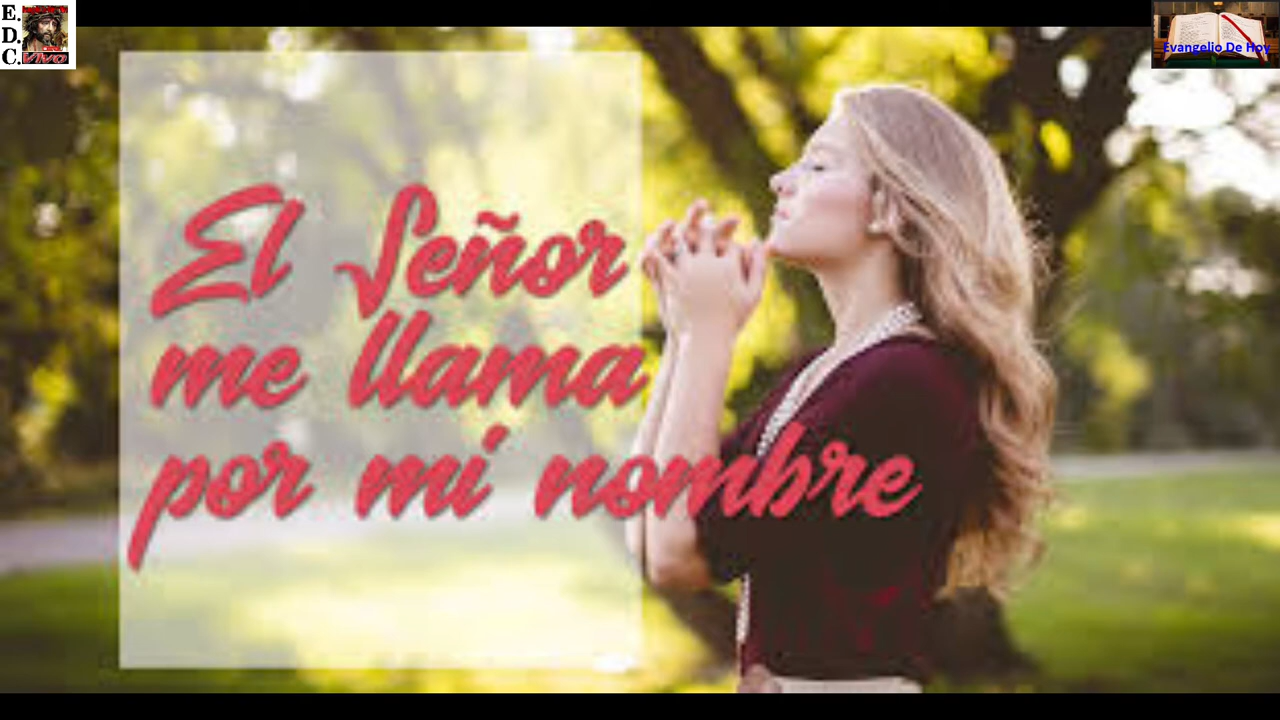 E.
D.
C.
VIVO
Evangelio De Hoy
El Señor
me llama
por mi nombre